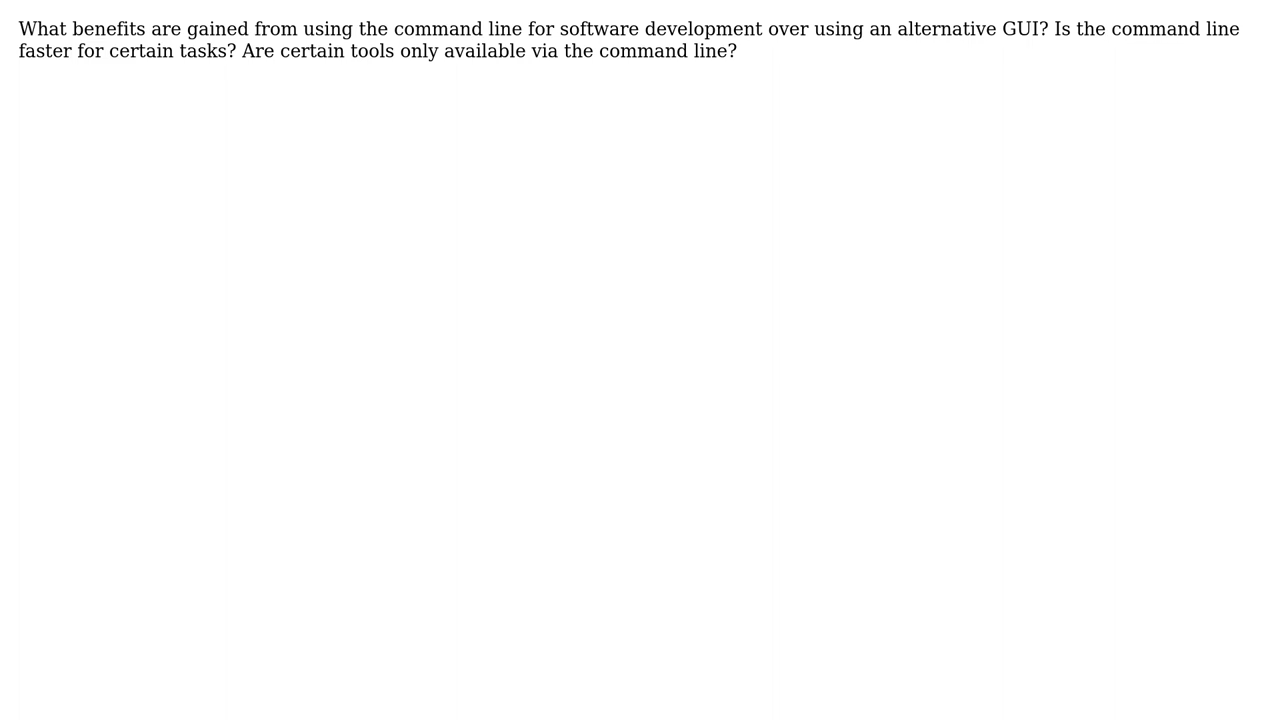 What benefits are gained from using the command line for software development over using an alternative GUI? Is the command line
faster for certain tasks? Are certain tools only available via the command line?